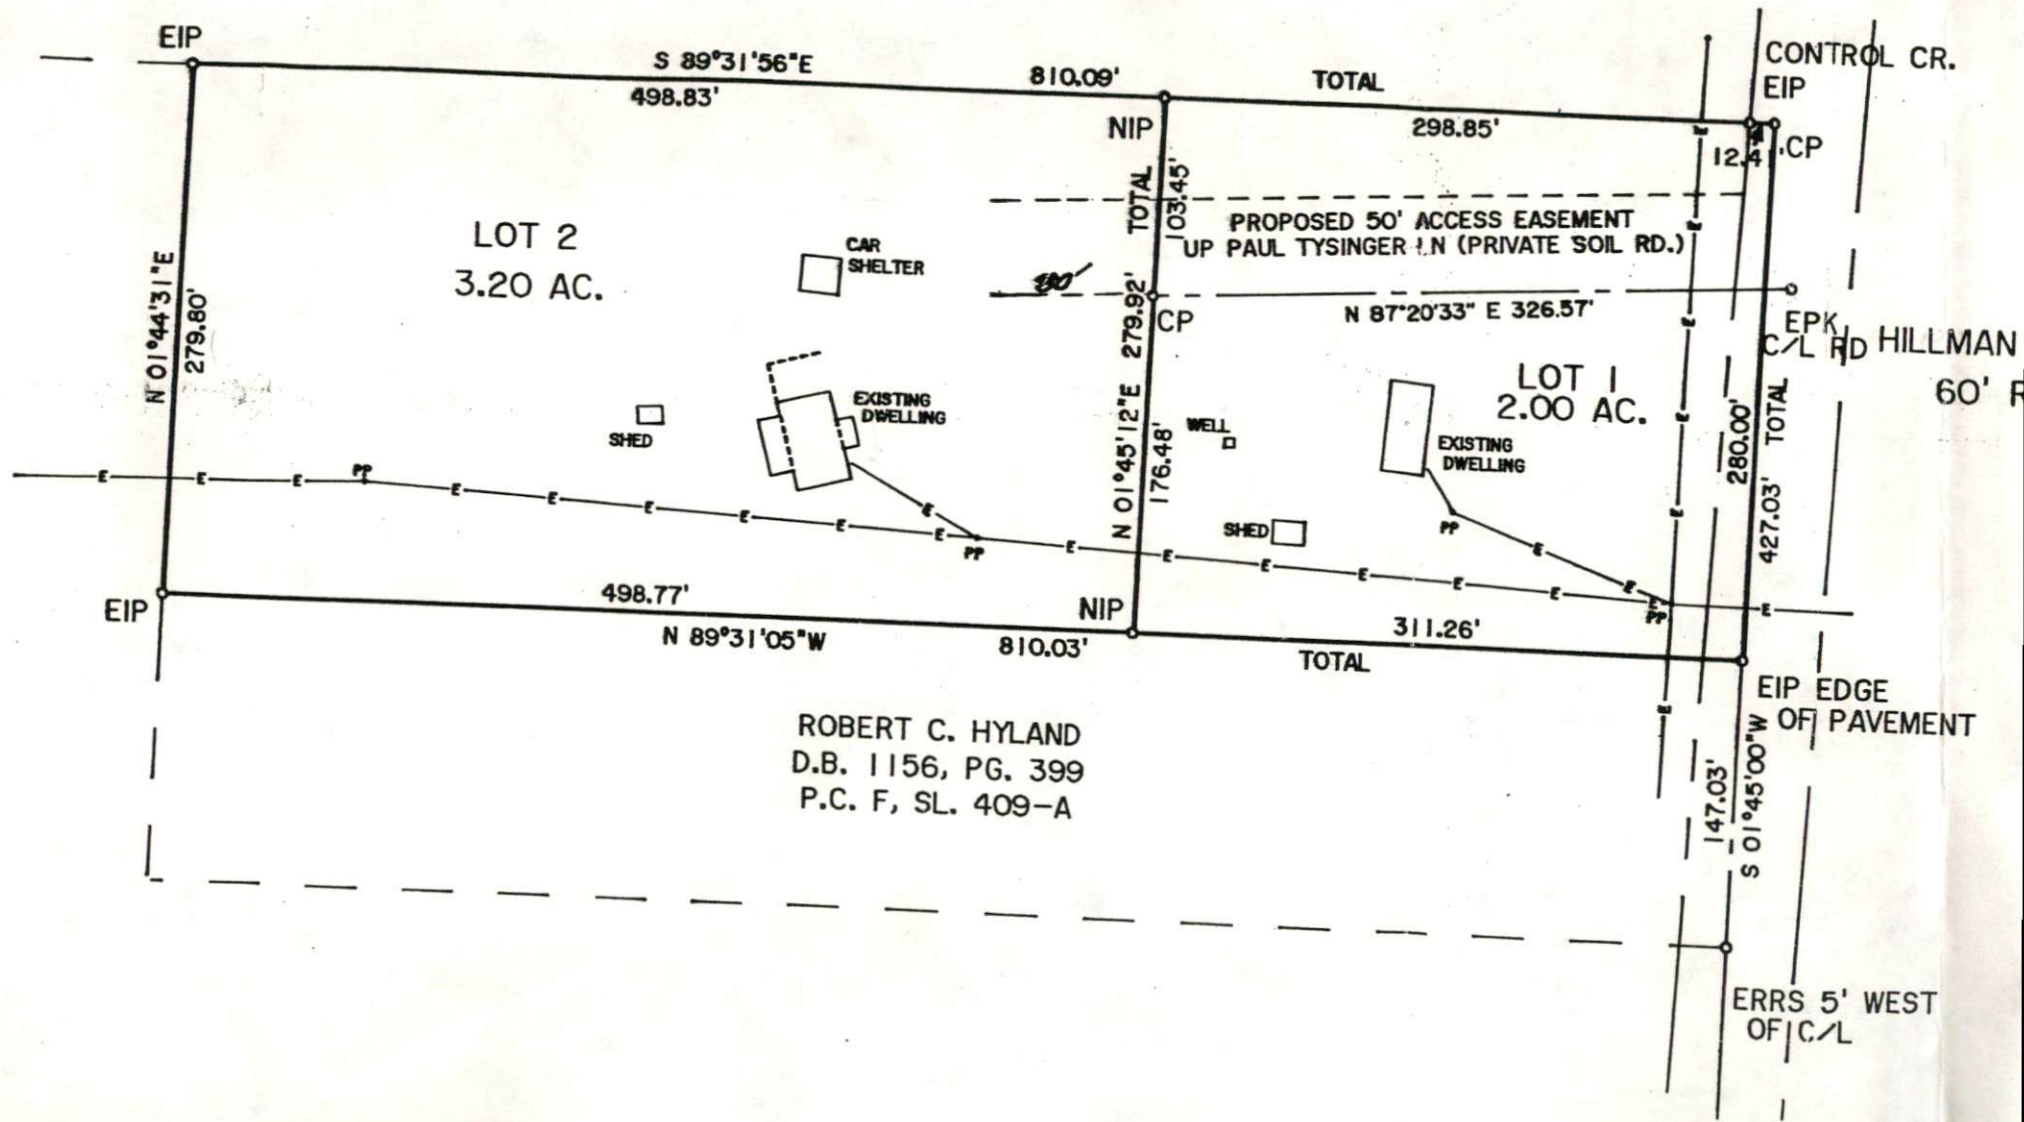 EIP
S 89°31'56"E
810.09'
TOTAL
CONTROL CR.
EIP
498.83'
NIP
298.85'
12.41'
CP
TOTAL
103.45'
PROPOSED 50' ACCESS EASEMENT
UP PAUL TYSINGER LN (PRIVATE SOIL RD.)
LOT 2
3.20 AC.
CAR
SHELTER
N 01°44'31"E
279.80'
CP
N 87°20'33" E 326.57'
EPK
C/L RD
HILLMAN
60' R
N 01°45'12"E 279.92'
176.48'
LOT 1
2.00 AC.
280.00'
427.03' TOTAL
EXISTING
DWELLING
SHED
WELL
EXISTING
DWELLING
SHED
PP
PP
PP
PP
E E E E E E E E E E E E E E E E E
EIP
498.77'
N 89°31'05"W
810.03'
NIP
311.26'
TOTAL
EIP EDGE
OF PAVEMENT
ROBERT C. HYLAND
D.B. 1156, PG. 399
P.C. F, SL. 409-A
147.03'
S 01°45'00"W
ERRS 5' WEST
OF C/L